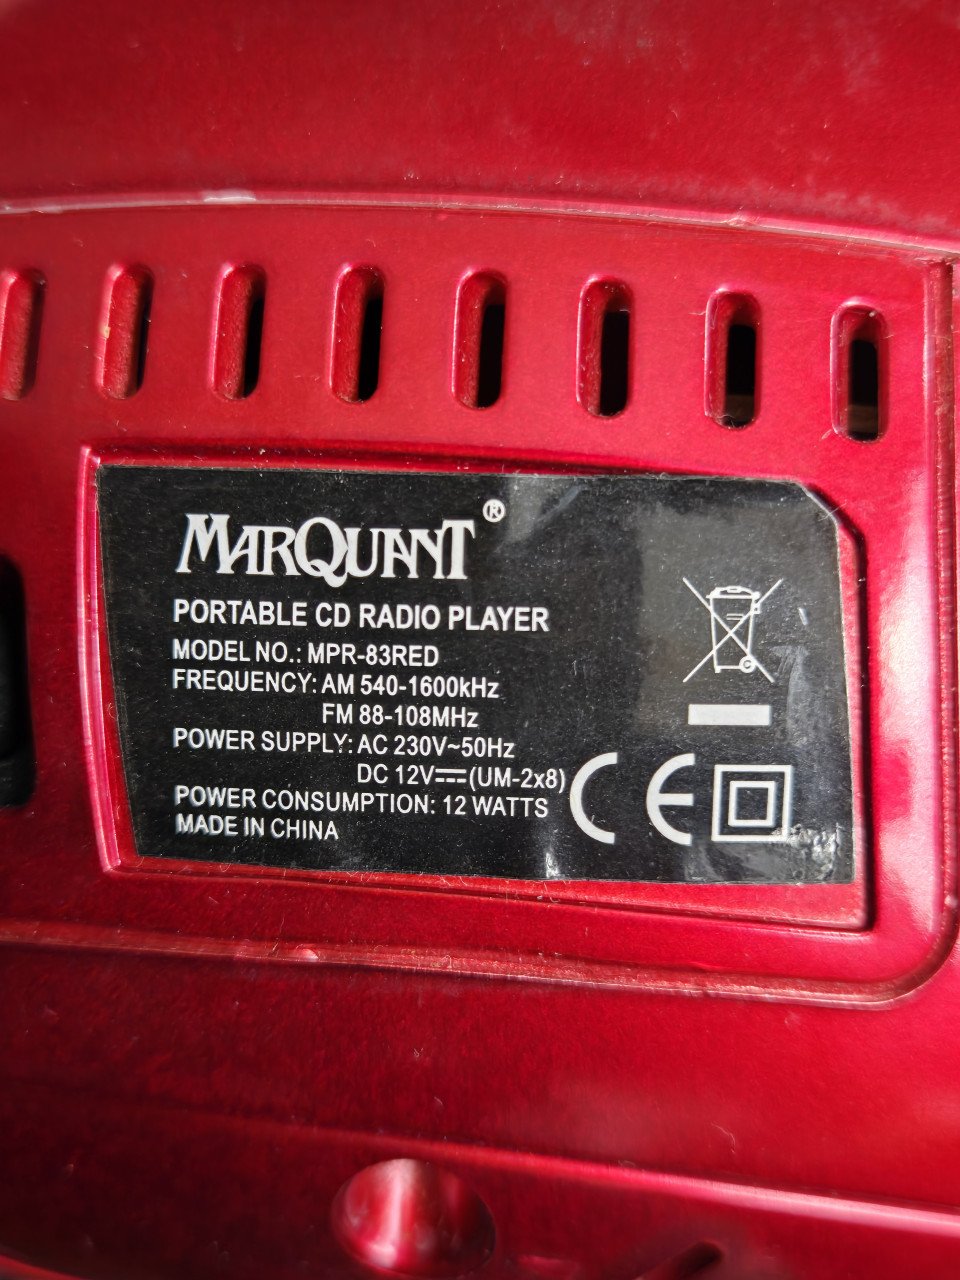 MARQUANT®
PORTABLE CD RADIO PLAYER
MODEL NO.: MPR-83RED
FREQUENCY: AM 540-1600kHz
FM 88-108MHz
POWER SUPPLY: AC 230V~50Hz
DC 12V⎓(UM-2x8)
POWER CONSUMPTION: 12 WATTS
MADE IN CHINA
CE